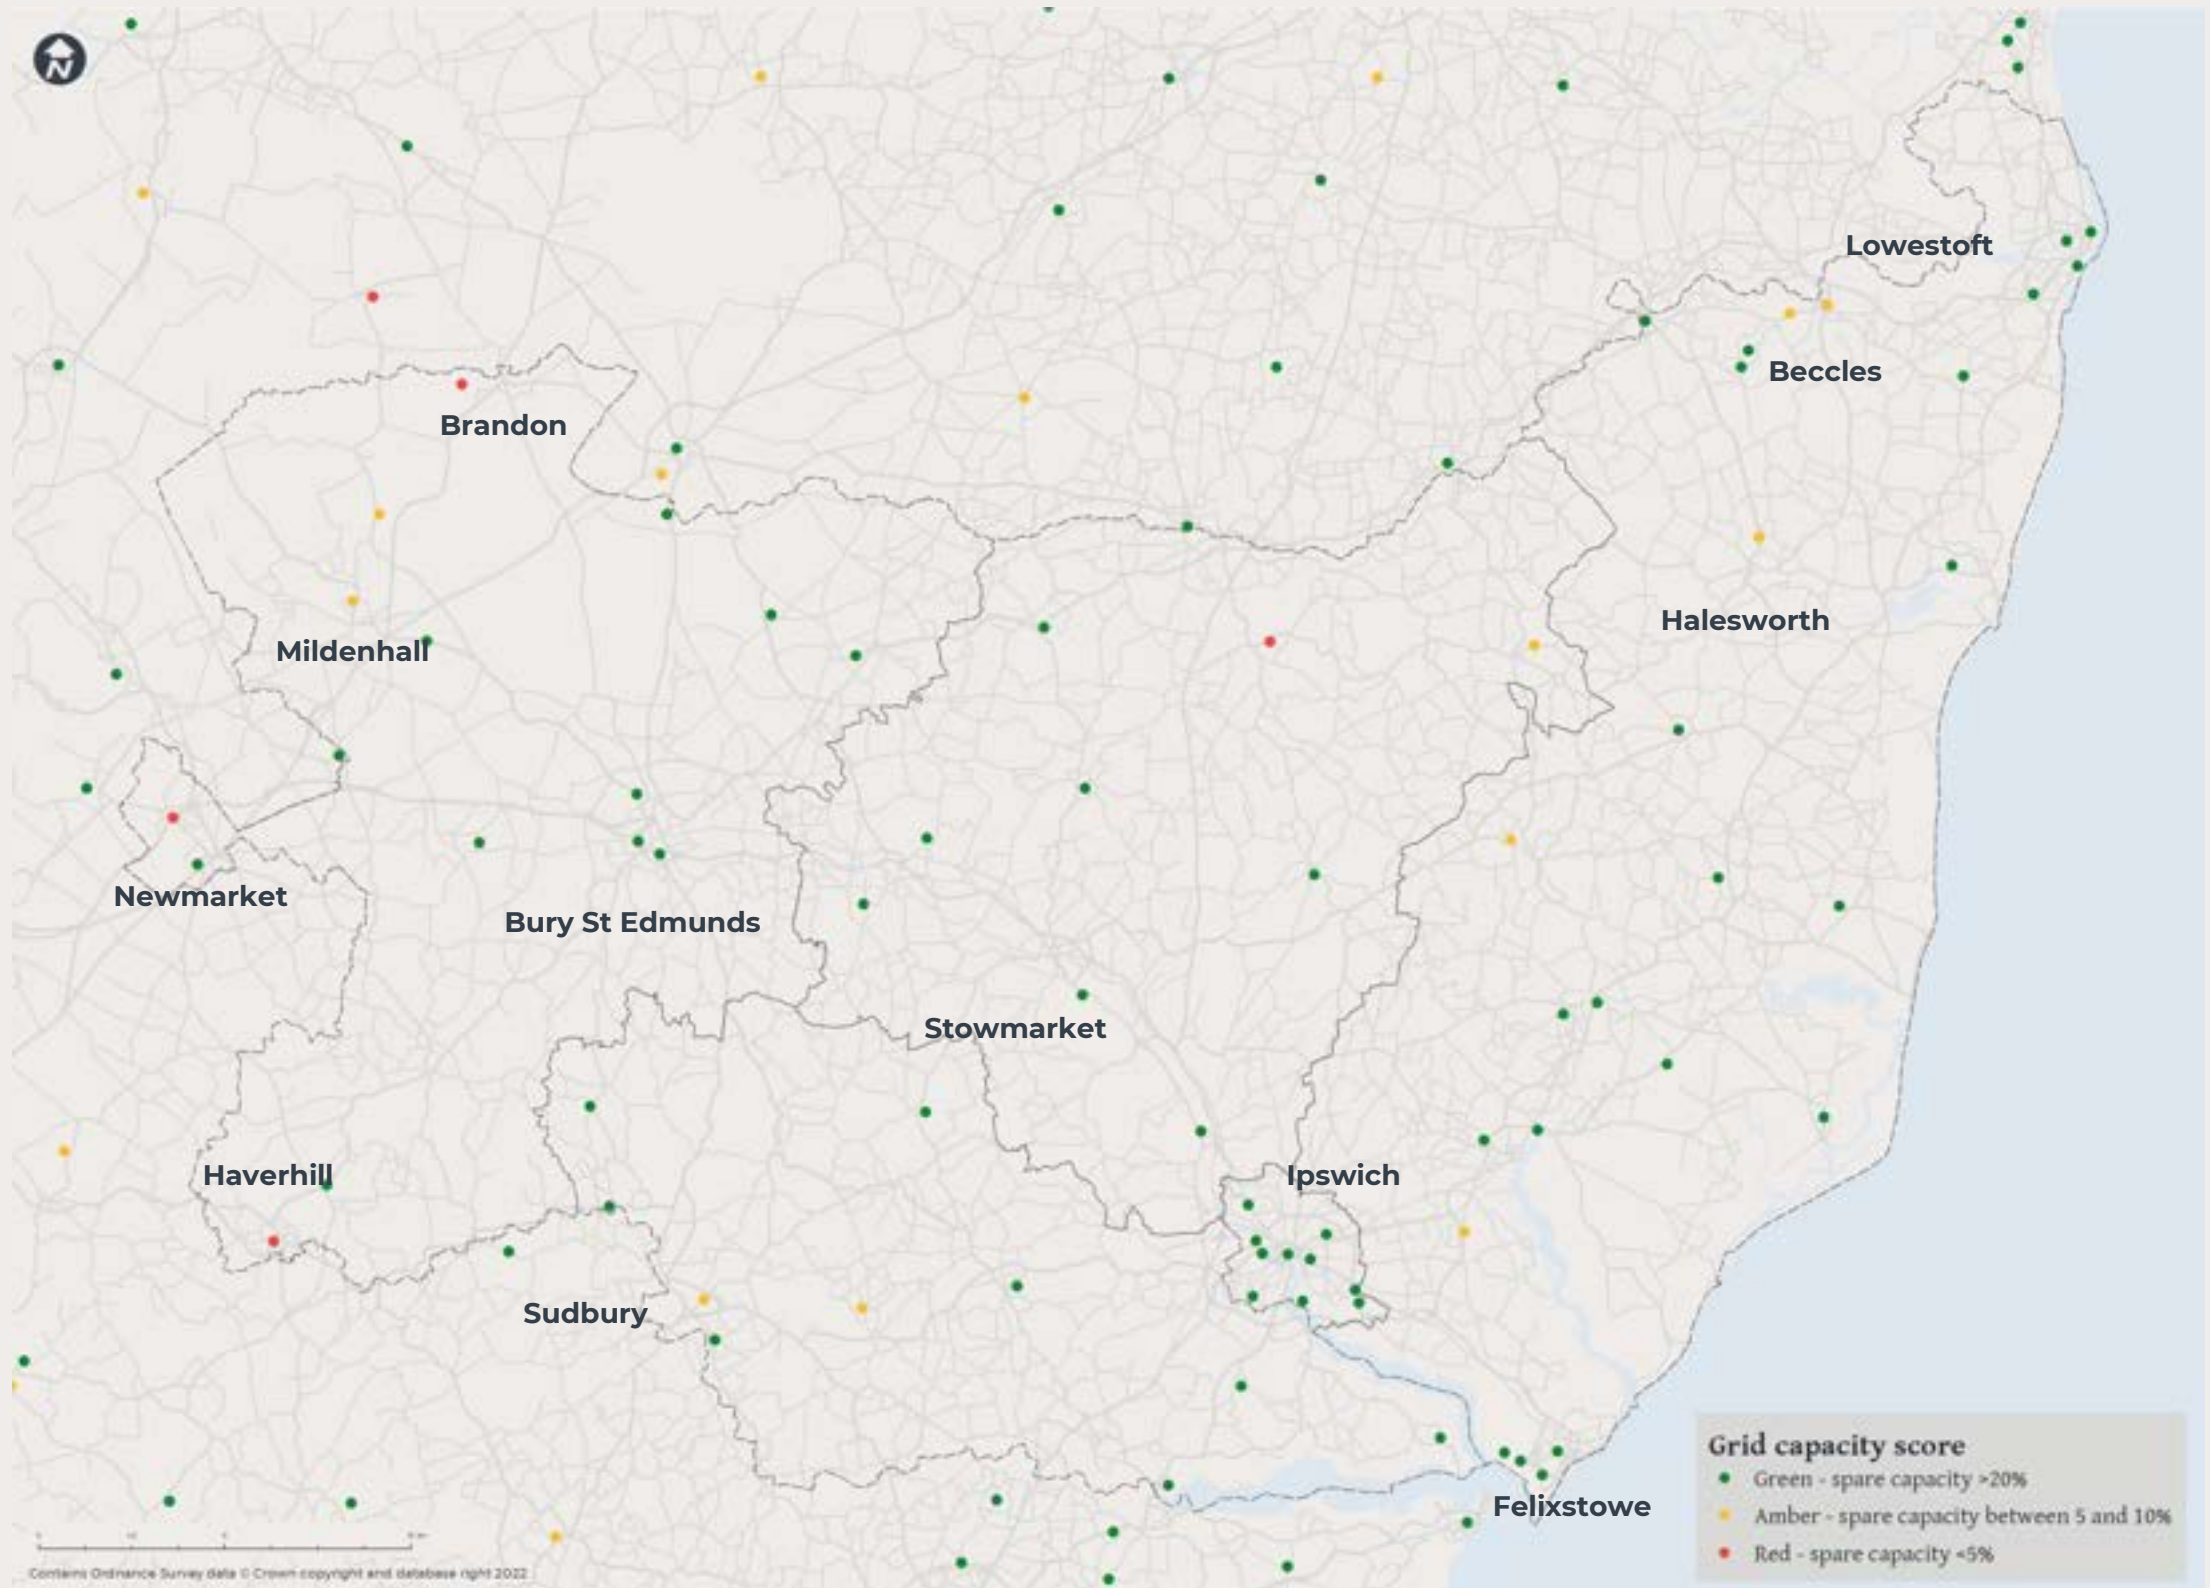 N
Lowestoft
Beccles
Brandon
Halesworth
Mildenhall
Newmarket
Bury St Edmunds
Stowmarket
Haverhill
Ipswich
Sudbury
Felixstowe
Grid capacity score
Green - spare capacity >20%
Amber - spare capacity between 5 and 10%
Red - spare capacity <5%
Contains Ordnance Survey data © Crown copyright and database right 2022